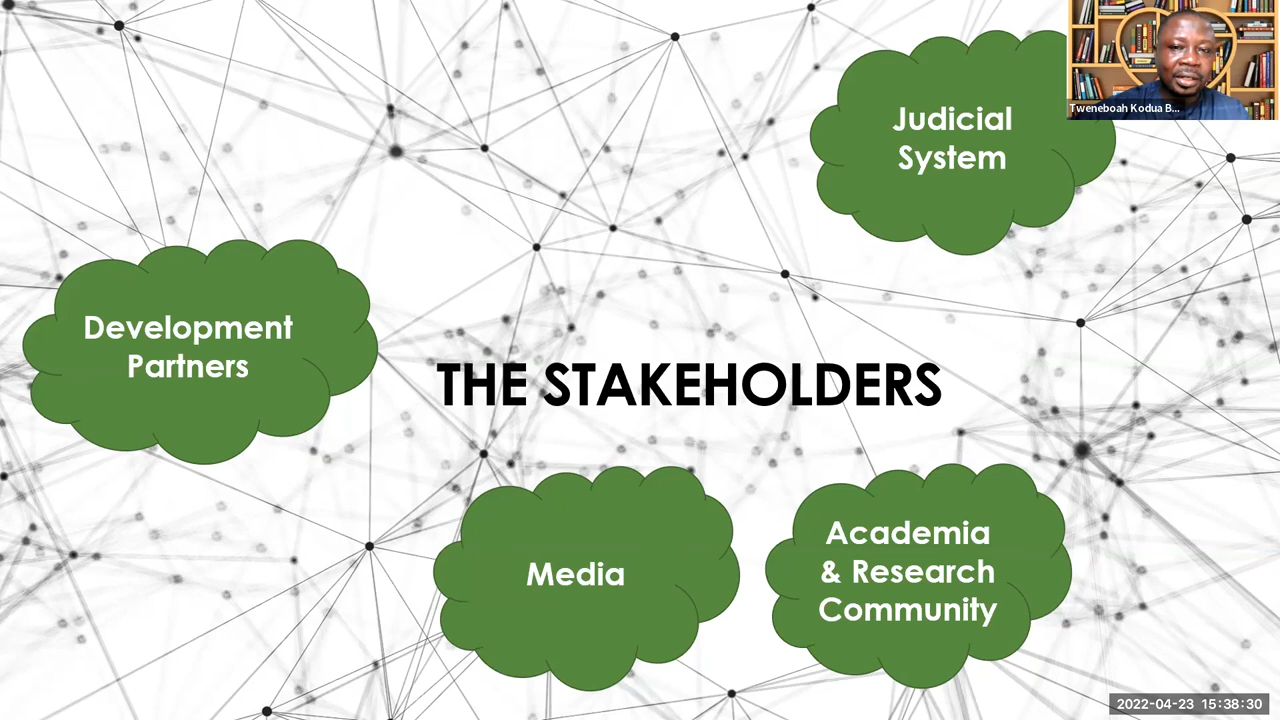 Judicial
System
Tweneboah Kodua B...
Development
Partners
THE STAKEHOLDERS
Media
Academia
& Research
Community
2022-04-23 15:38:30